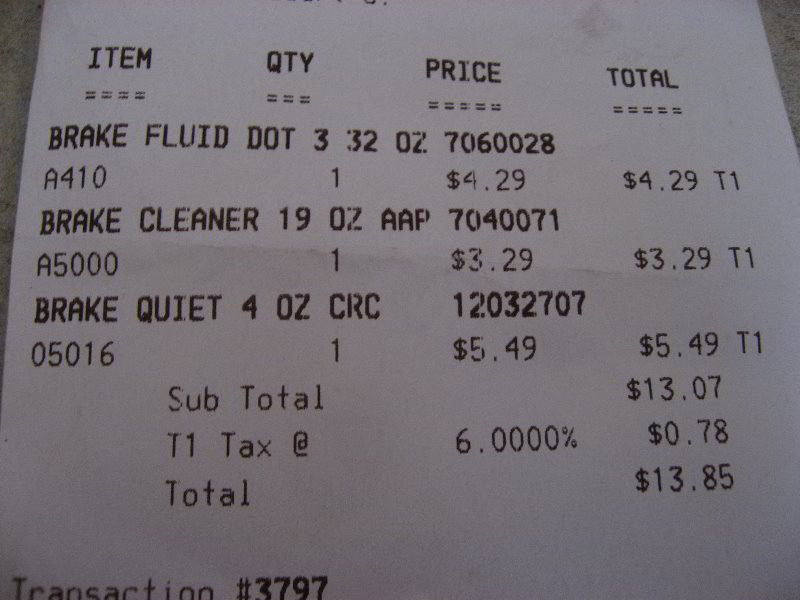 ITEM QTY PRICE TOTAL
==== === ===== =====
BRAKE FLUID DOT 3 32 OZ 7060028
A410 1 $4.29 $4.29 T1
BRAKE CLEANER 19 OZ AAP 7040071
A5000 1 $3.29 $3.29 T1
BRAKE QUIET 4 OZ CRC 12032707
05016 1 $5.49 $5.49 T1
Sub Total $13.07
T1 Tax @ 6.0000% $0.78
Total $13.85
Transaction #3797